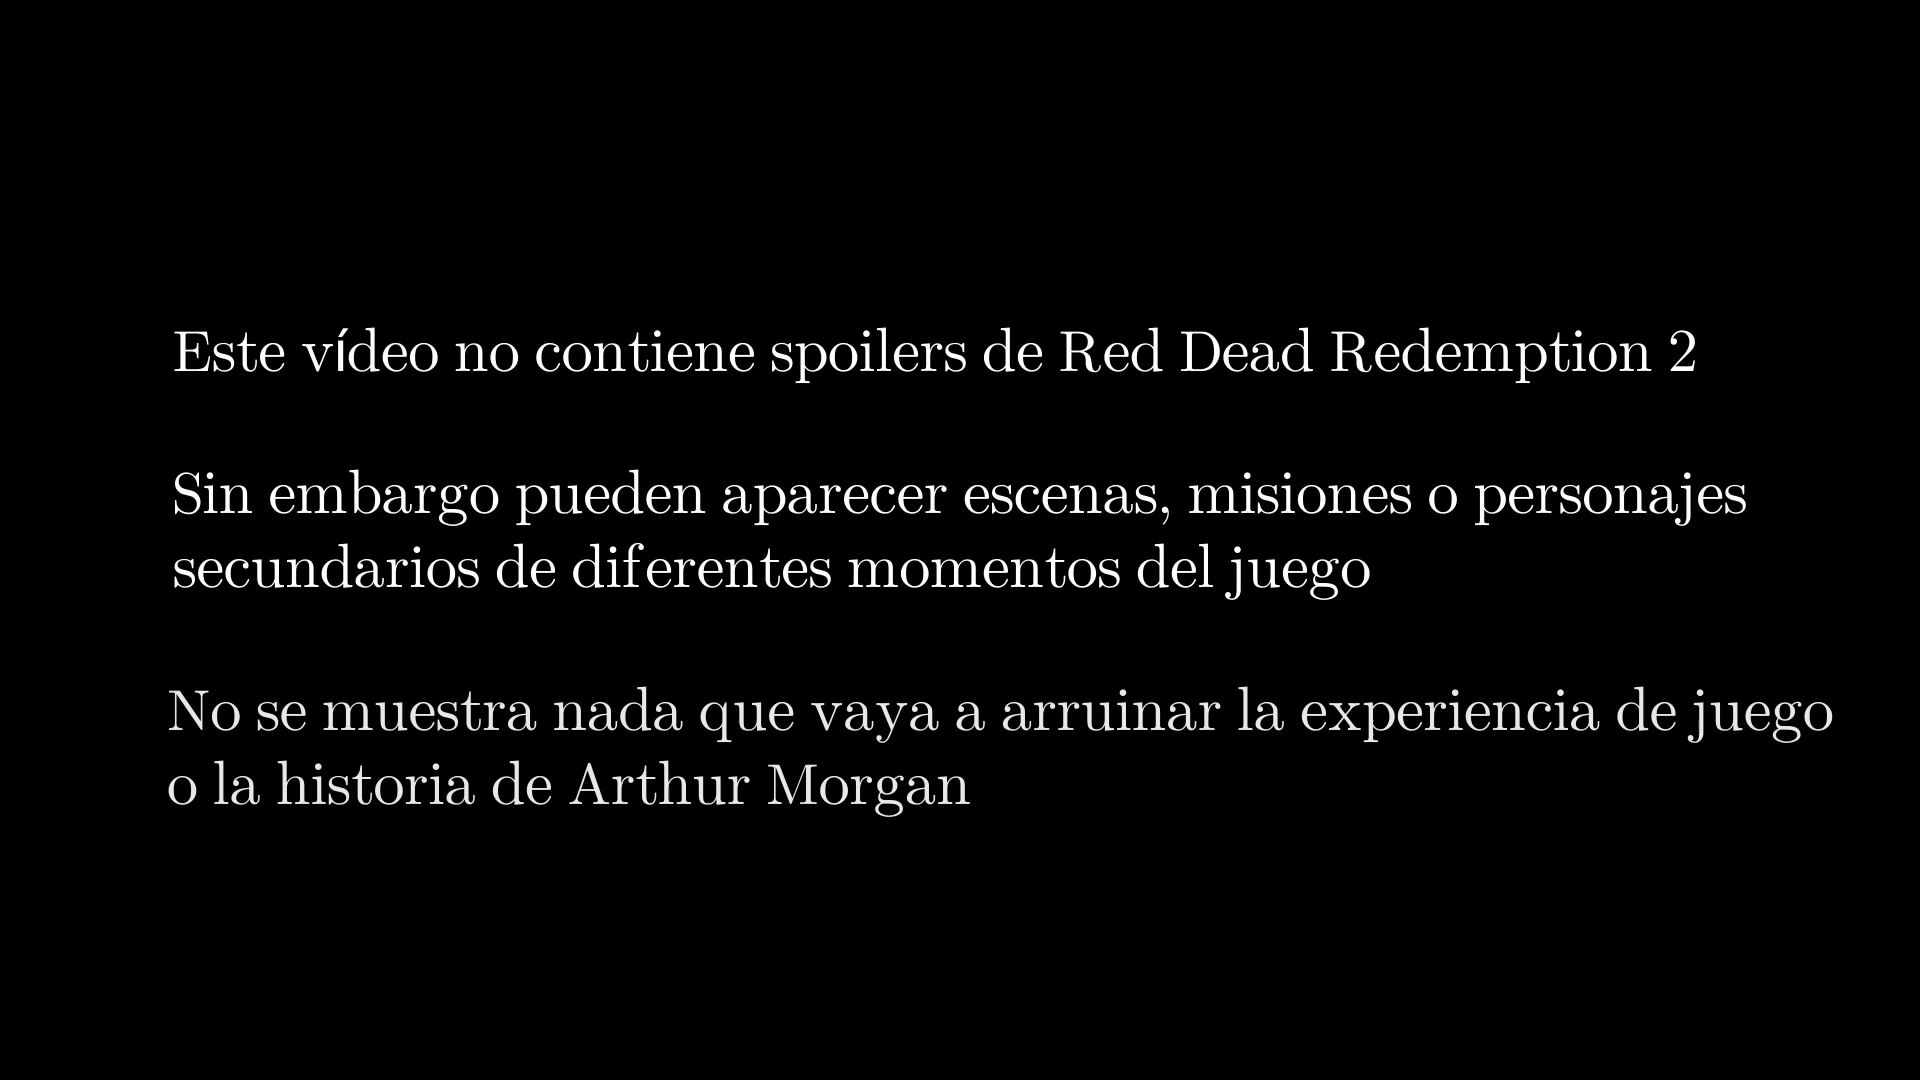 Este vídeo no contiene spoilers de Red Dead Redemption 2
Sin embargo pueden aparecer escenas, misiones o personajes
secundarios de diferentes momentos del juego
No se muestra nada que vaya a arruinar la experiencia de juego
o la historia de Arthur Morgan